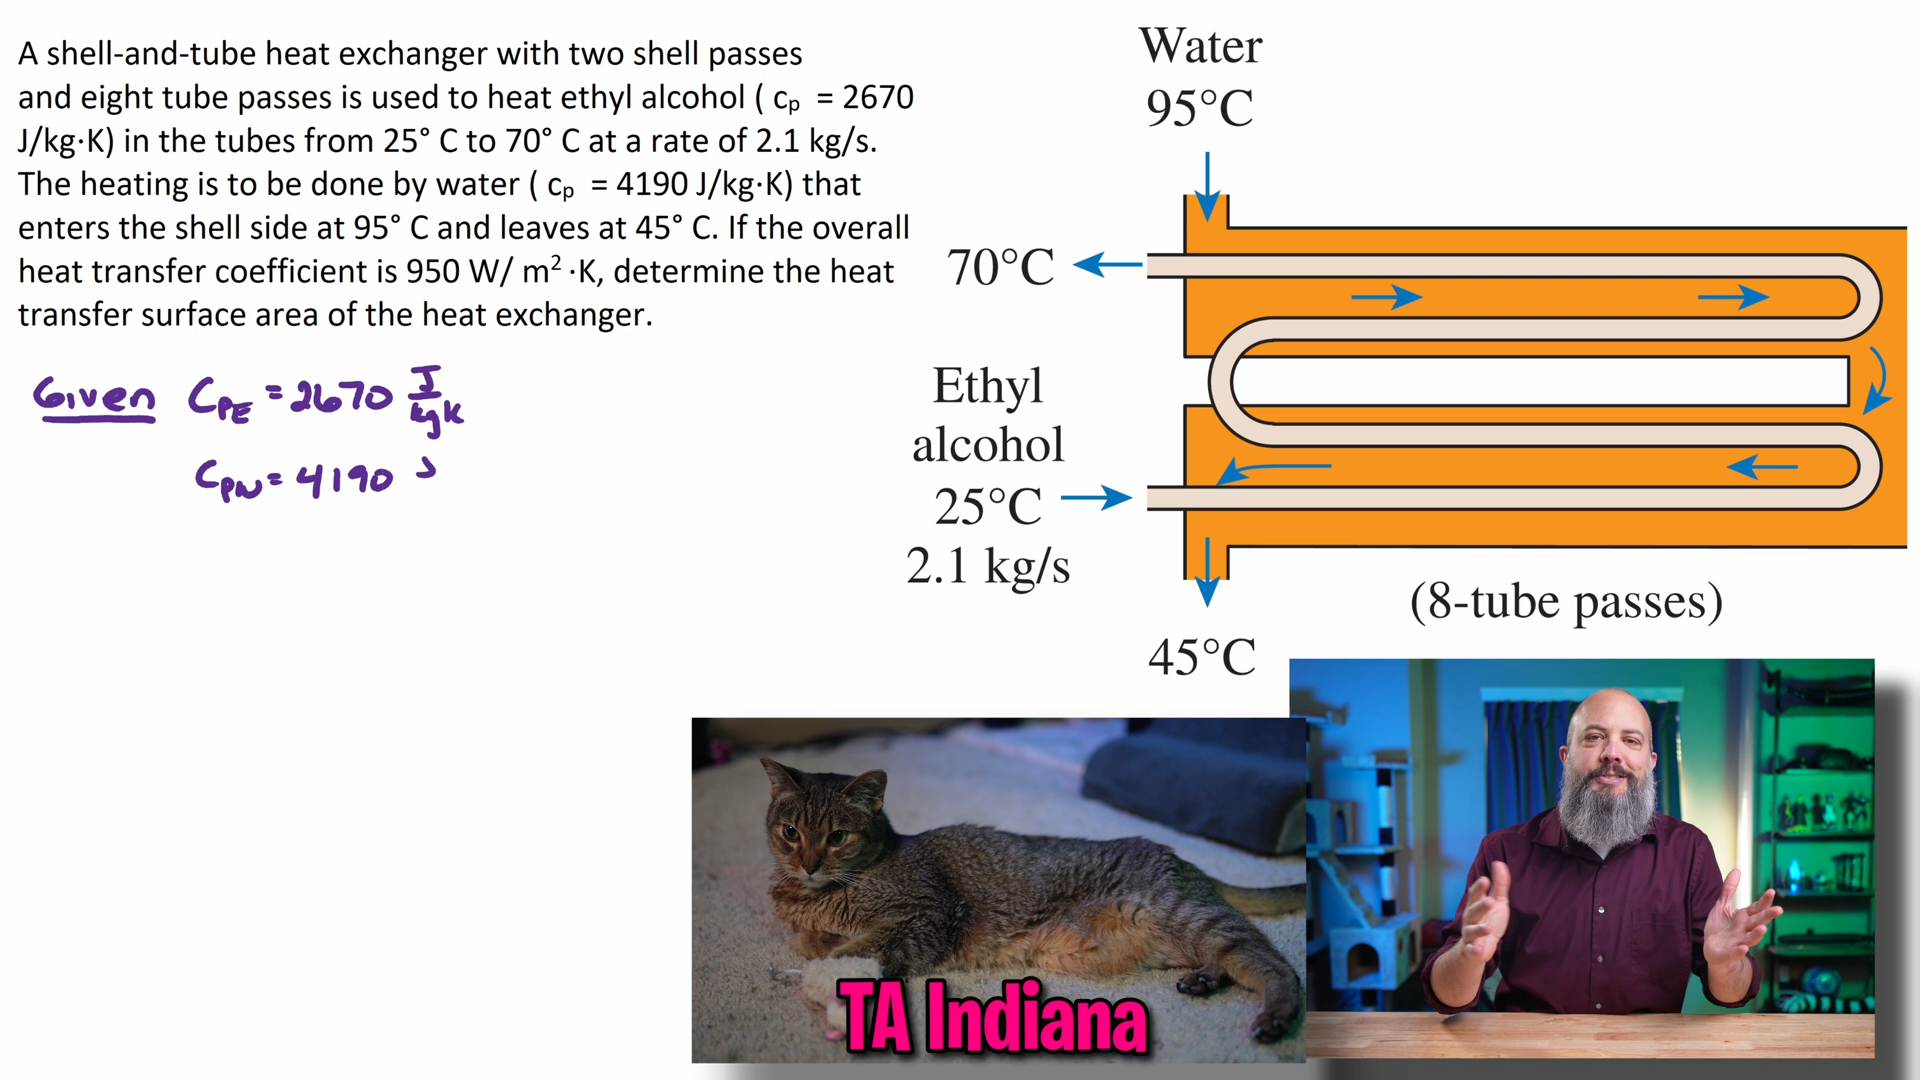 A shell-and-tube heat exchanger with two shell passes
and eight tube passes is used to heat ethyl alcohol ( cₚ = 2670
J/kg·K) in the tubes from 25° C to 70° C at a rate of 2.1 kg/s.
The heating is to be done by water ( cₚ = 4190 J/kg·K) that
enters the shell side at 95° C and leaves at 45° C. If the overall
heat transfer coefficient is 950 W/ m² ·K, determine the heat
transfer surface area of the heat exchanger.
Given CPE = 2670 J/kgK
CPW = 4190 J
Water
95°C
70°C
Ethyl
alcohol
25°C
2.1 kg/s
(8-tube passes)
45°C
TA Indiana